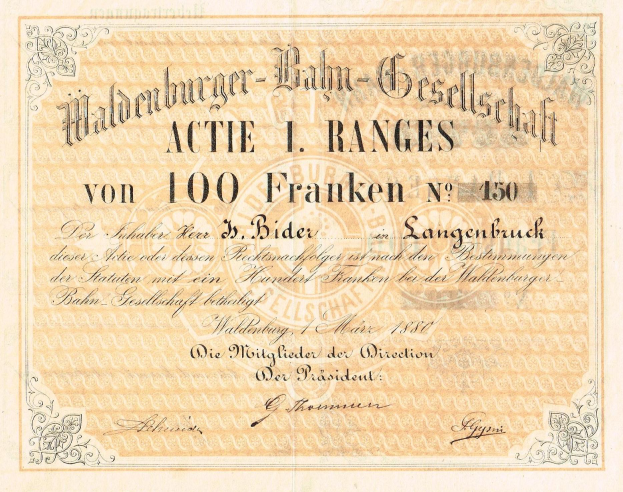 Waldenburger-Bahn-Gesellschaft
ACTIE I. RANGES
von 100 Franken No 150
Der Inhaber Herr J. Bider in Langenbruck
dieser Actie oder dessen Rechtsnachfolger ist nach den Bestimmungen
der Statuten mit ein Hundert Franken bei der Waldenburger-
Bahn-Gesellschaft betheiligt
Waldenburg, 1 März 1880
Die Mitglieder der Direction
Der Präsident:
G Thommen
F. Gysin